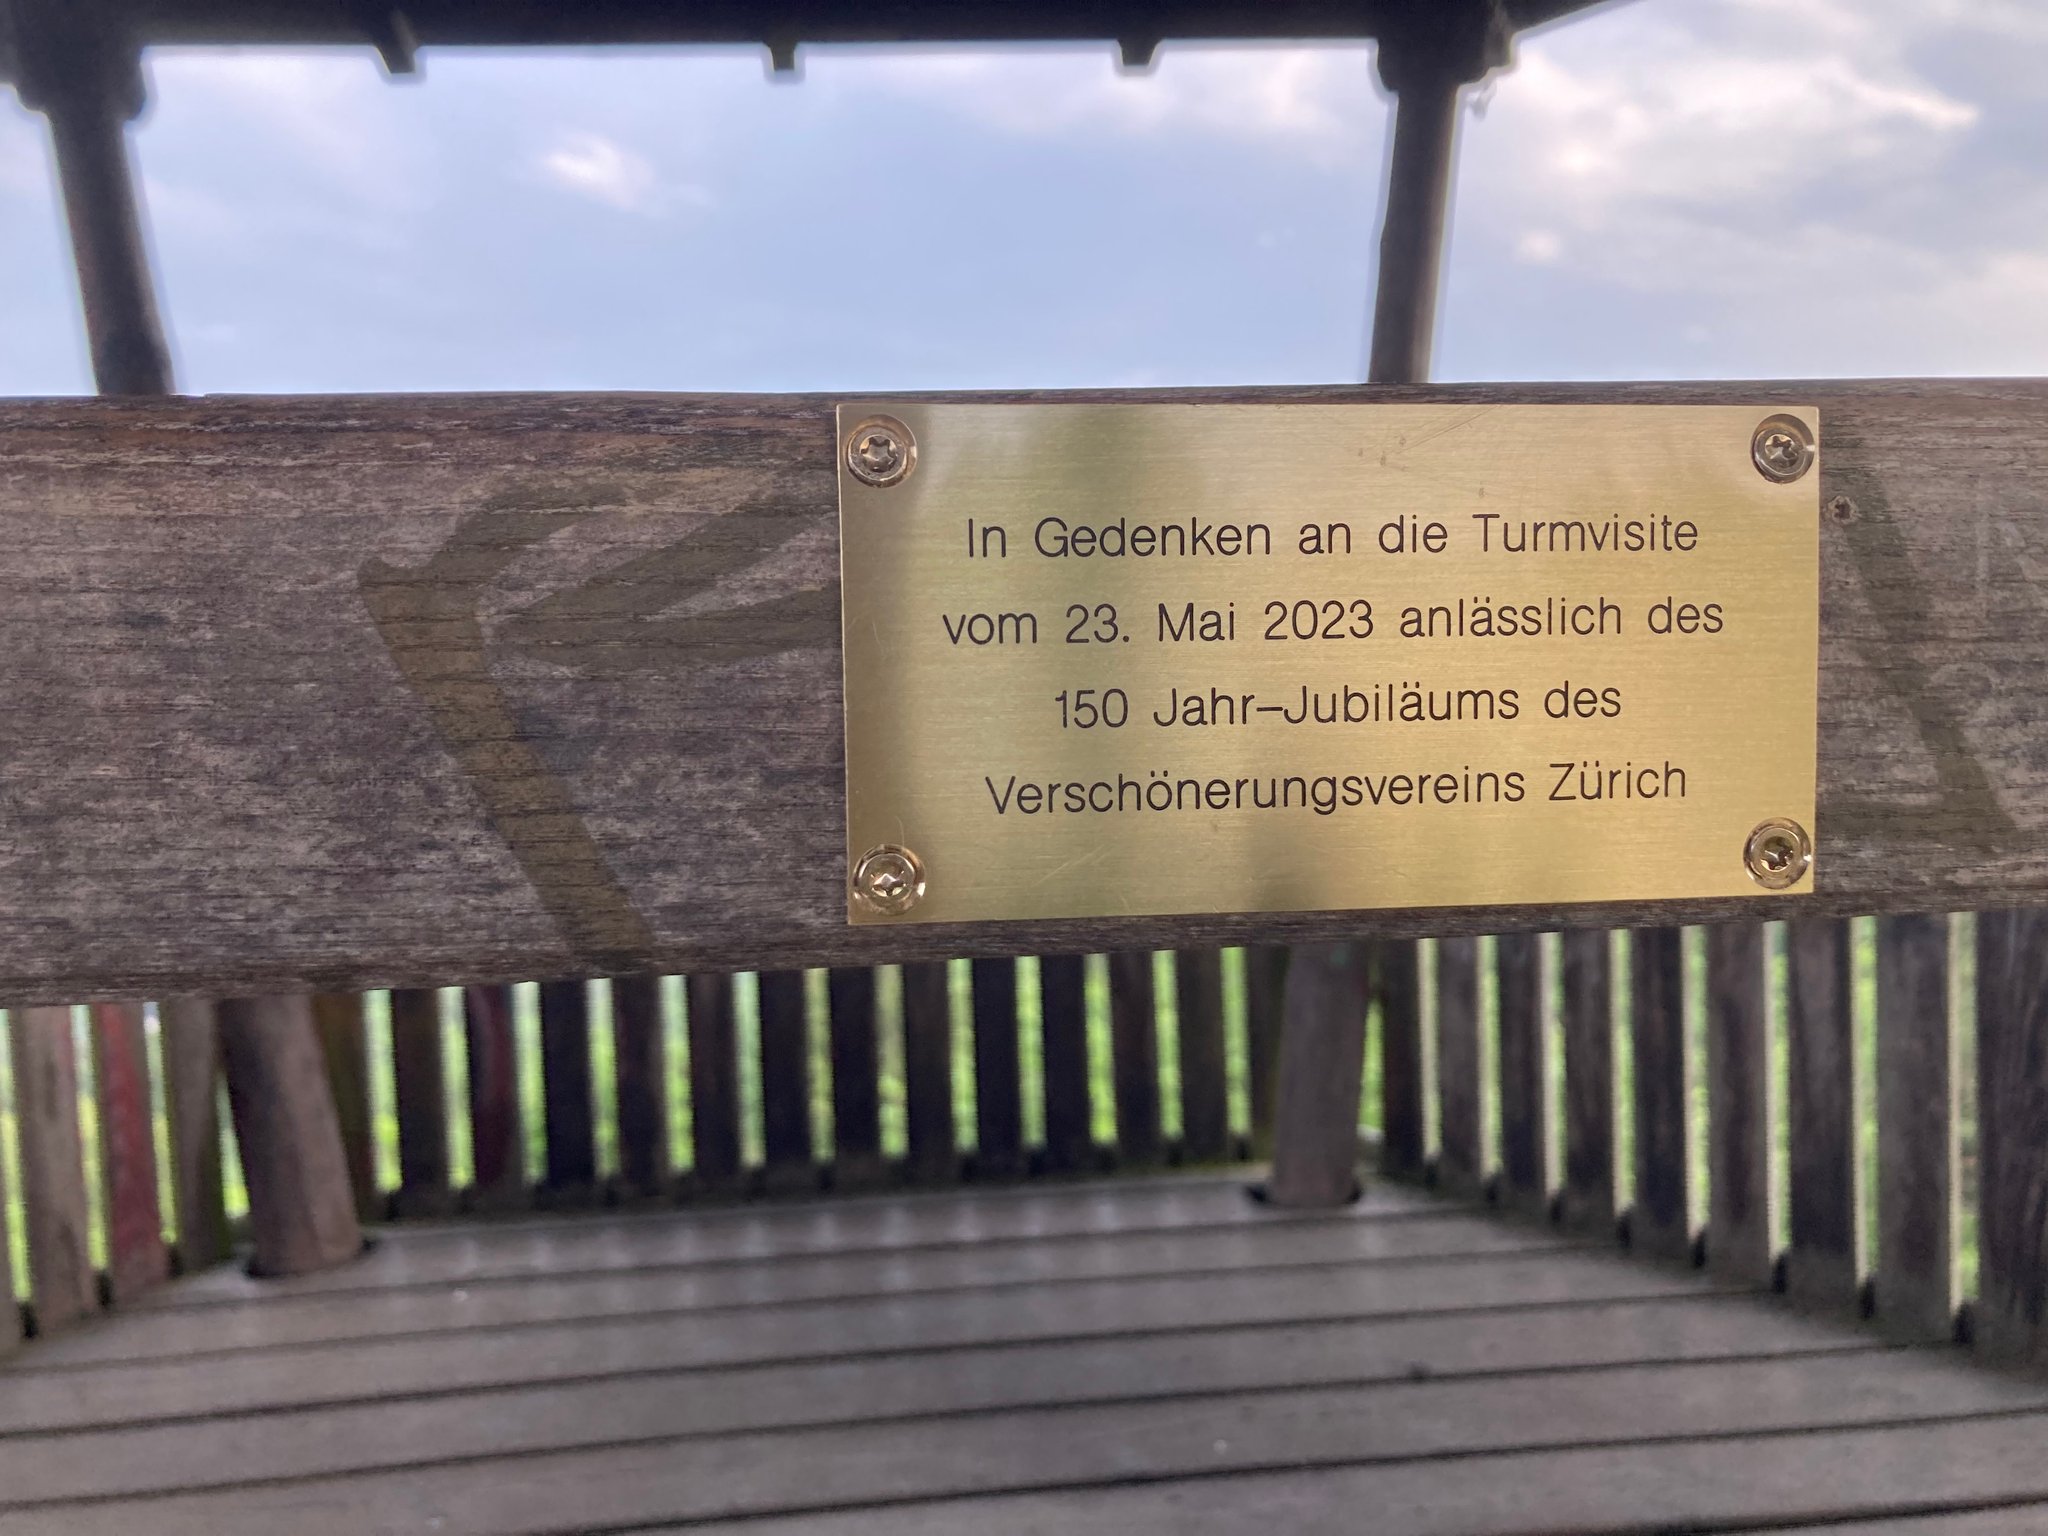 In Gedenken an die Turmvisite
vom 23. Mai 2023 anlässlich des
150 Jahr-Jubiläums des
Verschönerungsvereins Zürich